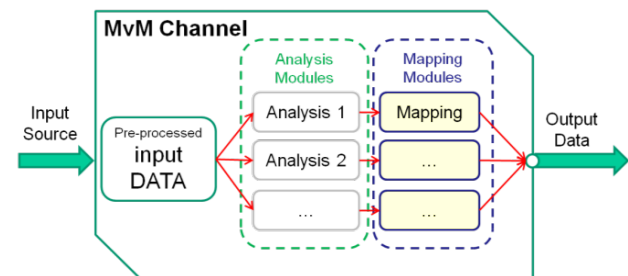 MvM Channel
Analysis
Modules
Mapping
Modules
Input
Source
Pre-processed
input
DATA
Analysis 1
Mapping
Analysis 2
...
...
...
Output
Data